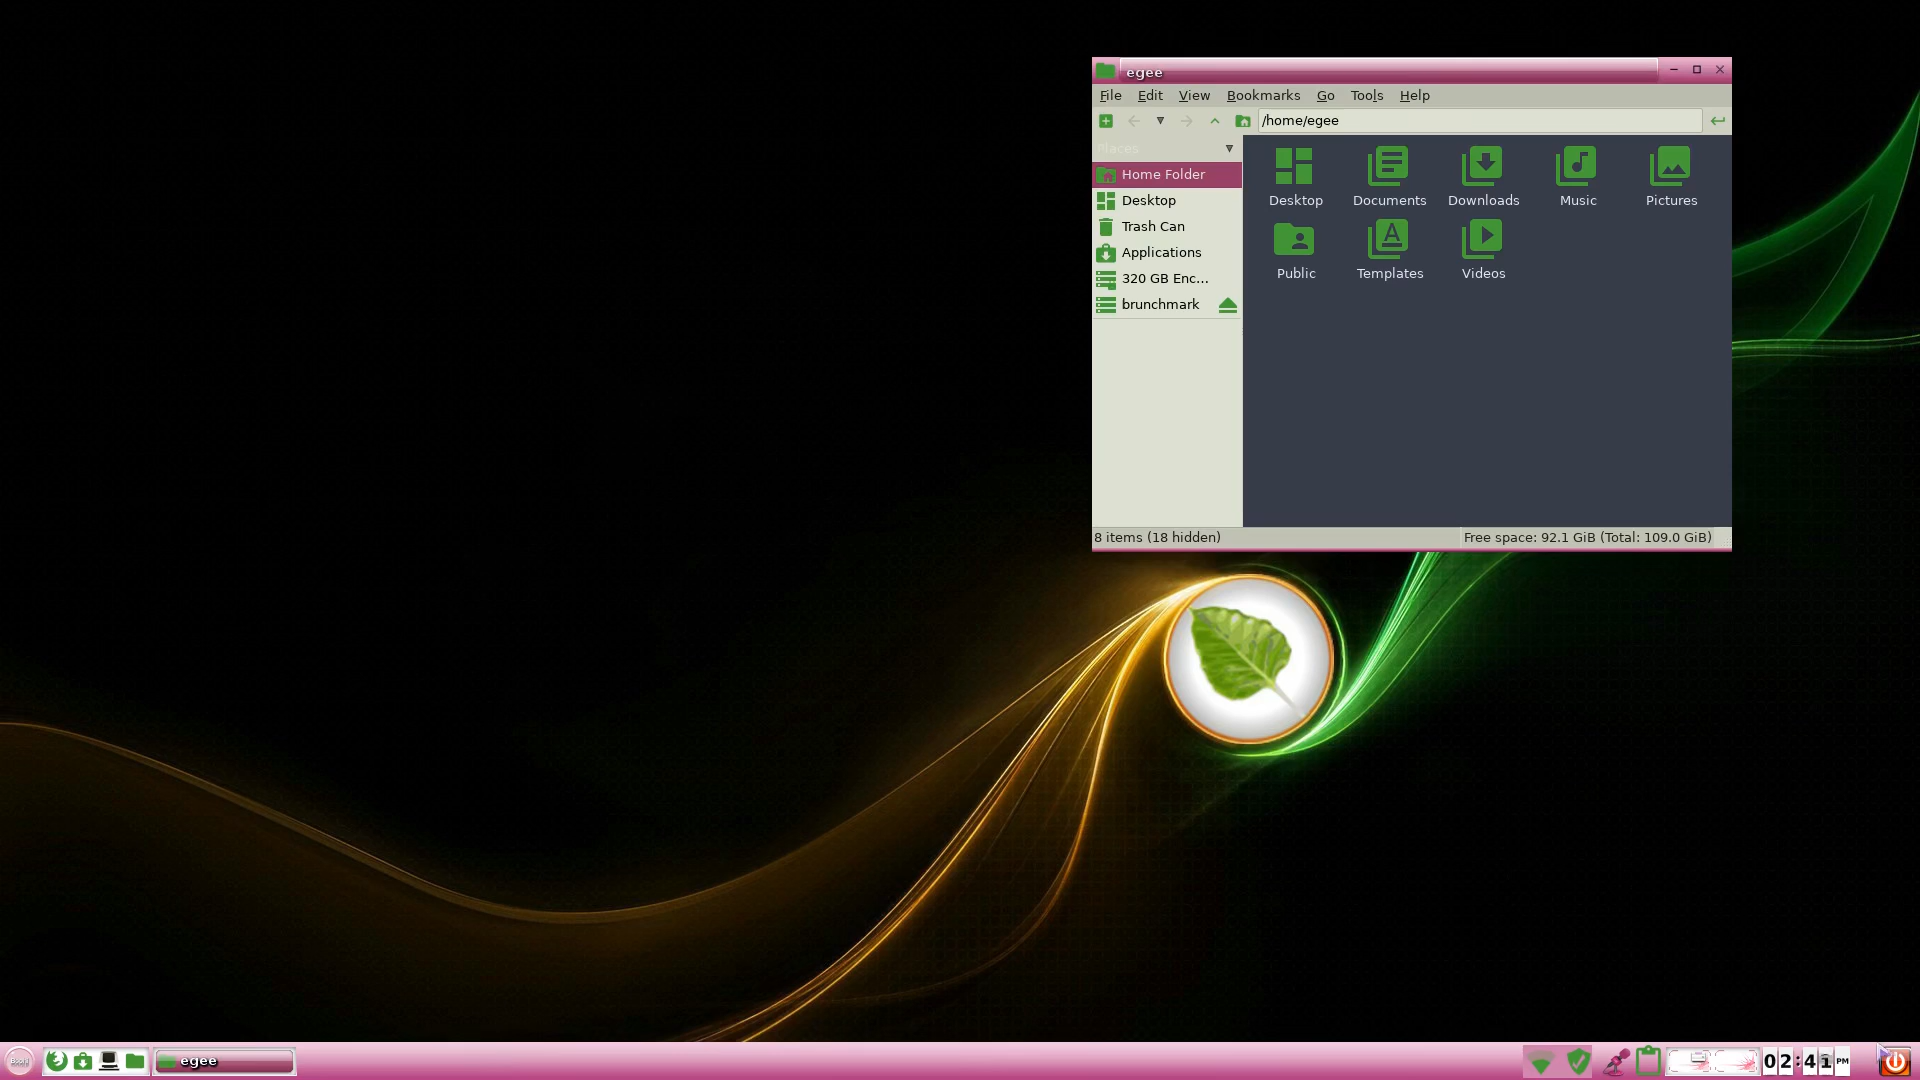 egee
File Edit View Bookmarks Go Tools Help
/home/egee
Places
Home Folder
Desktop
Trash Can
Applications
320 GB Enc...
brunchmark
Desktop Documents Downloads Music Pictures
Public Templates Videos
8 items (18 hidden) Free space: 92.1 GiB (Total: 109.0 GiB)
egee 02:41 PM